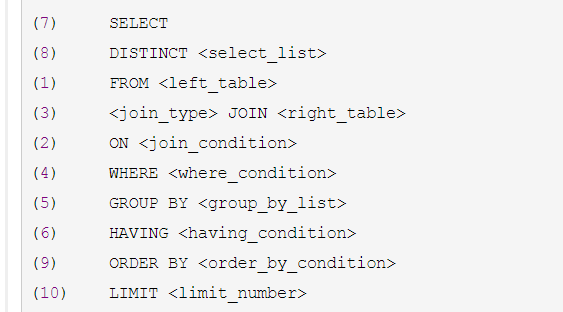 (7) SELECT
(8) DISTINCT <select_list>
(1) FROM <left_table>
(3) <join_type> JOIN <right_table>
(2) ON <join_condition>
(4) WHERE <where_condition>
(5) GROUP BY <group_by_list>
(6) HAVING <having_condition>
(9) ORDER BY <order_by_condition>
(10) LIMIT <limit_number>